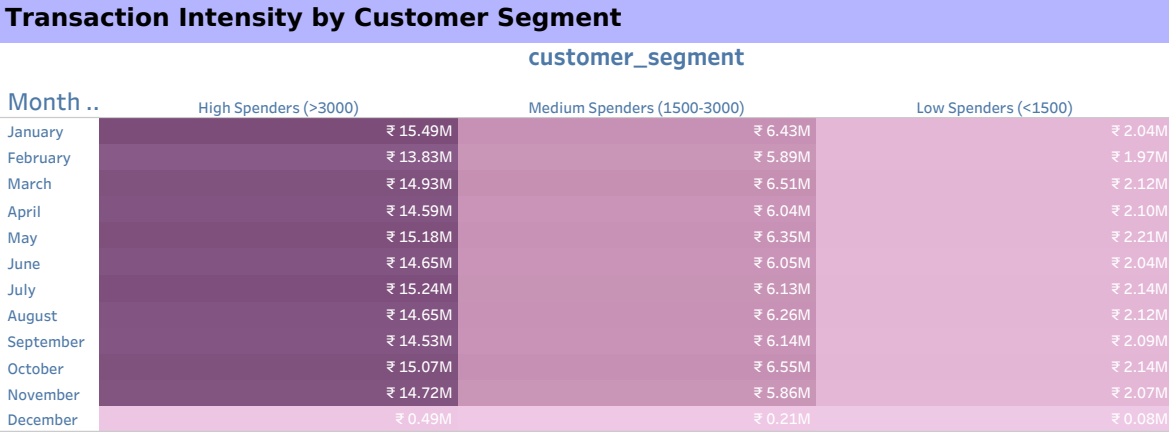 Transaction Intensity by Customer Segment
customer_segment
Month .. High Spenders (>3000) Medium Spenders (1500-3000) Low Spenders (<1500)
January ₹ 15.49M ₹ 6.43M ₹ 2.04M
February ₹ 13.83M ₹ 5.89M ₹ 1.97M
March ₹ 14.93M ₹ 6.51M ₹ 2.12M
April ₹ 14.59M ₹ 6.04M ₹ 2.10M
May ₹ 15.18M ₹ 6.35M ₹ 2.21M
June ₹ 14.65M ₹ 6.05M ₹ 2.04M
July ₹ 15.24M ₹ 6.13M ₹ 2.14M
August ₹ 14.65M ₹ 6.26M ₹ 2.12M
September ₹ 14.53M ₹ 6.14M ₹ 2.09M
October ₹ 15.07M ₹ 6.55M ₹ 2.14M
November ₹ 14.72M ₹ 5.86M ₹ 2.07M
December ₹ 0.49M ₹ 0.21M ₹ 0.08M